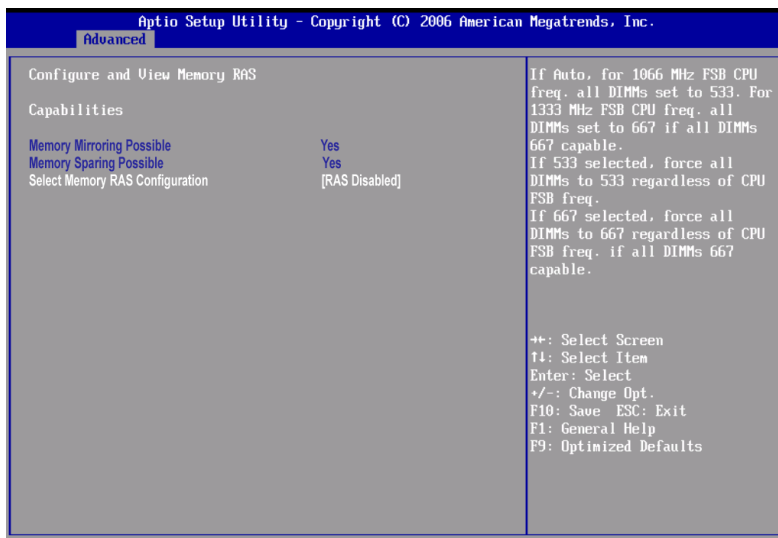 Aptio Setup Utility - Copyright (C) 2006 American Megatrends, Inc.
Advanced
Configure and View Memory RAS
Capabilities
Memory Mirroring Possible Yes
Memory Sparing Possible Yes
Select Memory RAS Configuration [RAS Disabled]
If Auto, for 1066 MHz FSB CPU
freq. all DIMMs set to 533. For
1333 MHz FSB CPU freq. all
DIMMs set to 667 if all DIMMs
667 capable.
If 533 selected, force all
DIMMs to 533 regardless of CPU
FSB freq.
If 667 selected, force all
DIMMs to 667 regardless of CPU
FSB freq. if all DIMMs 667
capable.
→←: Select Screen
↑↓: Select Item
Enter: Select
+/-: Change Opt.
F10: Save ESC: Exit
F1: General Help
F9: Optimized Defaults